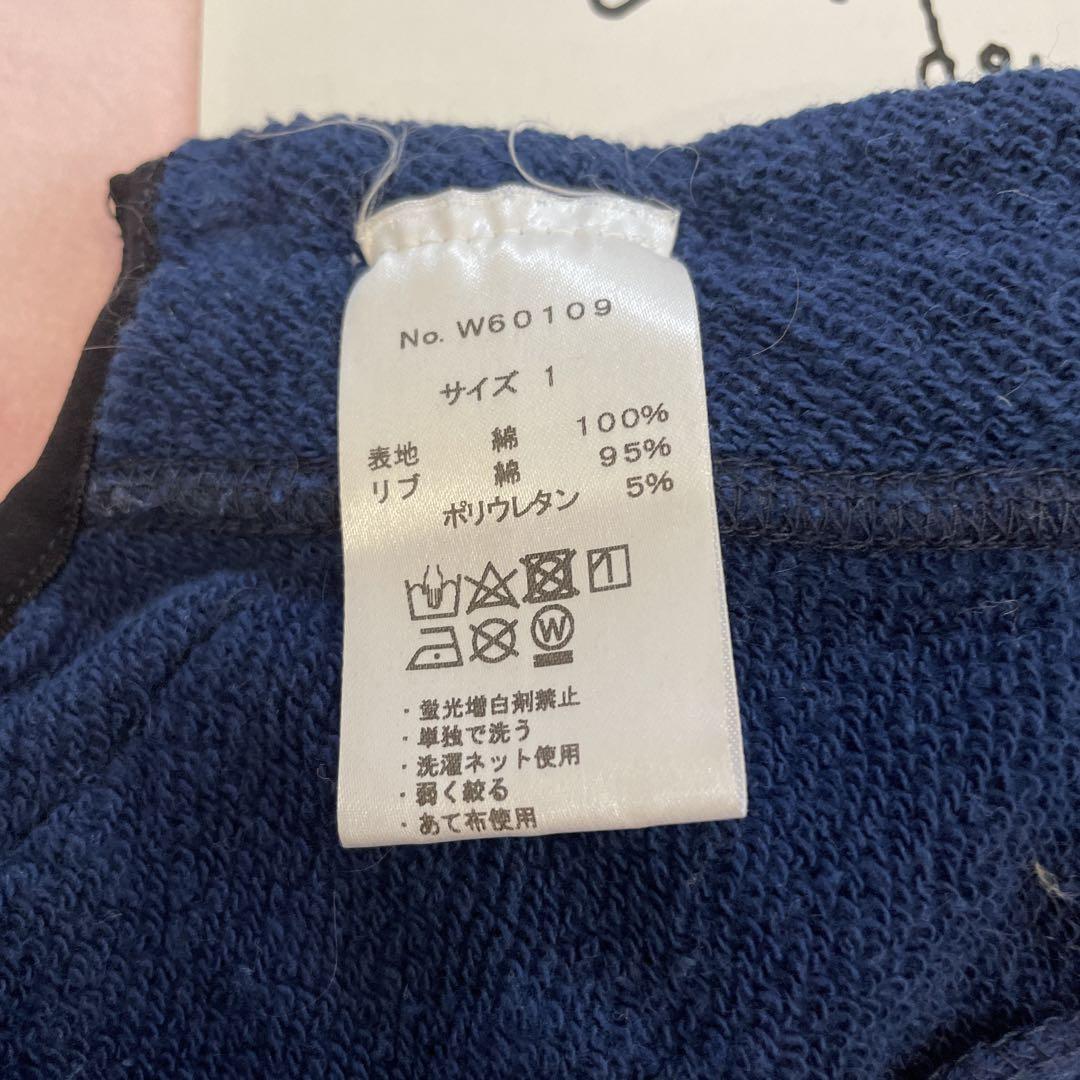 No. W60109
サイズ 1
表地 綿 100%
リブ 綿 95%
ポリウレタン 5%
W
・蛍光増白剤禁止
・単独で洗う
・洗濯ネット使用
・弱く絞る
・あて布使用